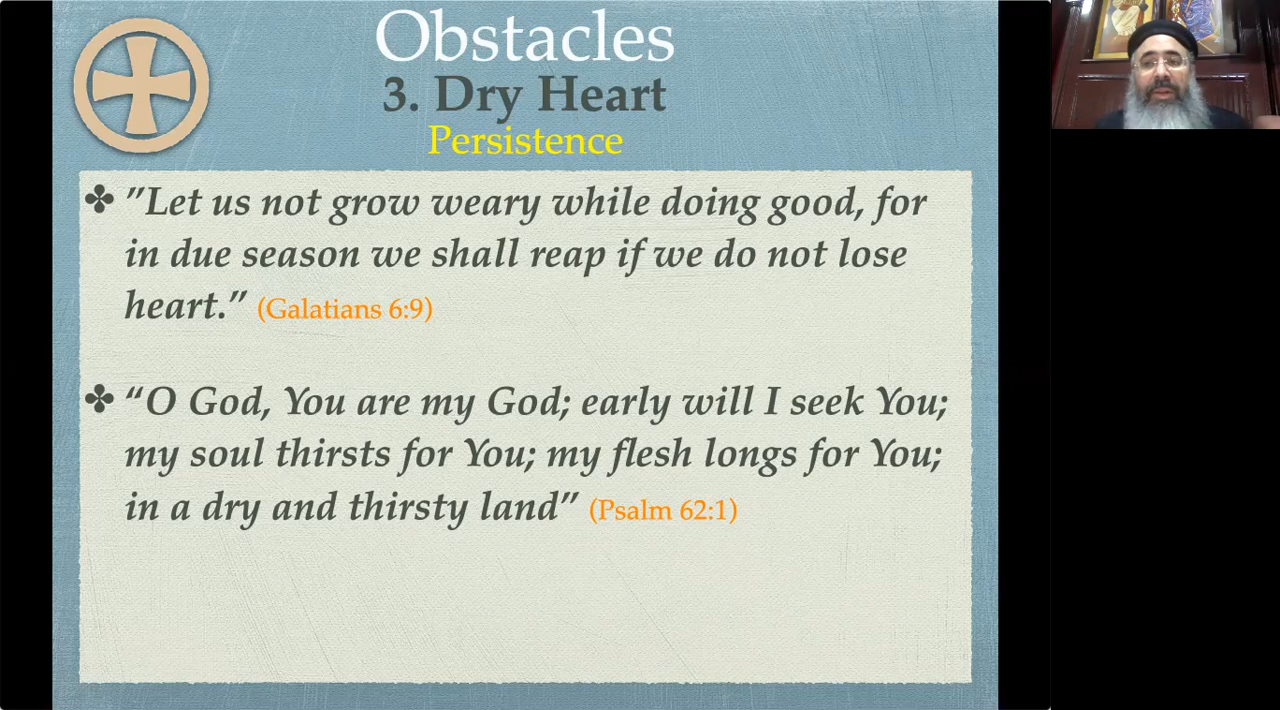 Obstacles
3. Dry Heart
Persistence
✤ ”Let us not grow weary while doing good, for
in due season we shall reap if we do not lose
heart.” (Galatians 6:9)
✤ “O God, You are my God; early will I seek You;
my soul thirsts for You; my flesh longs for You;
in a dry and thirsty land” (Psalm 62:1)